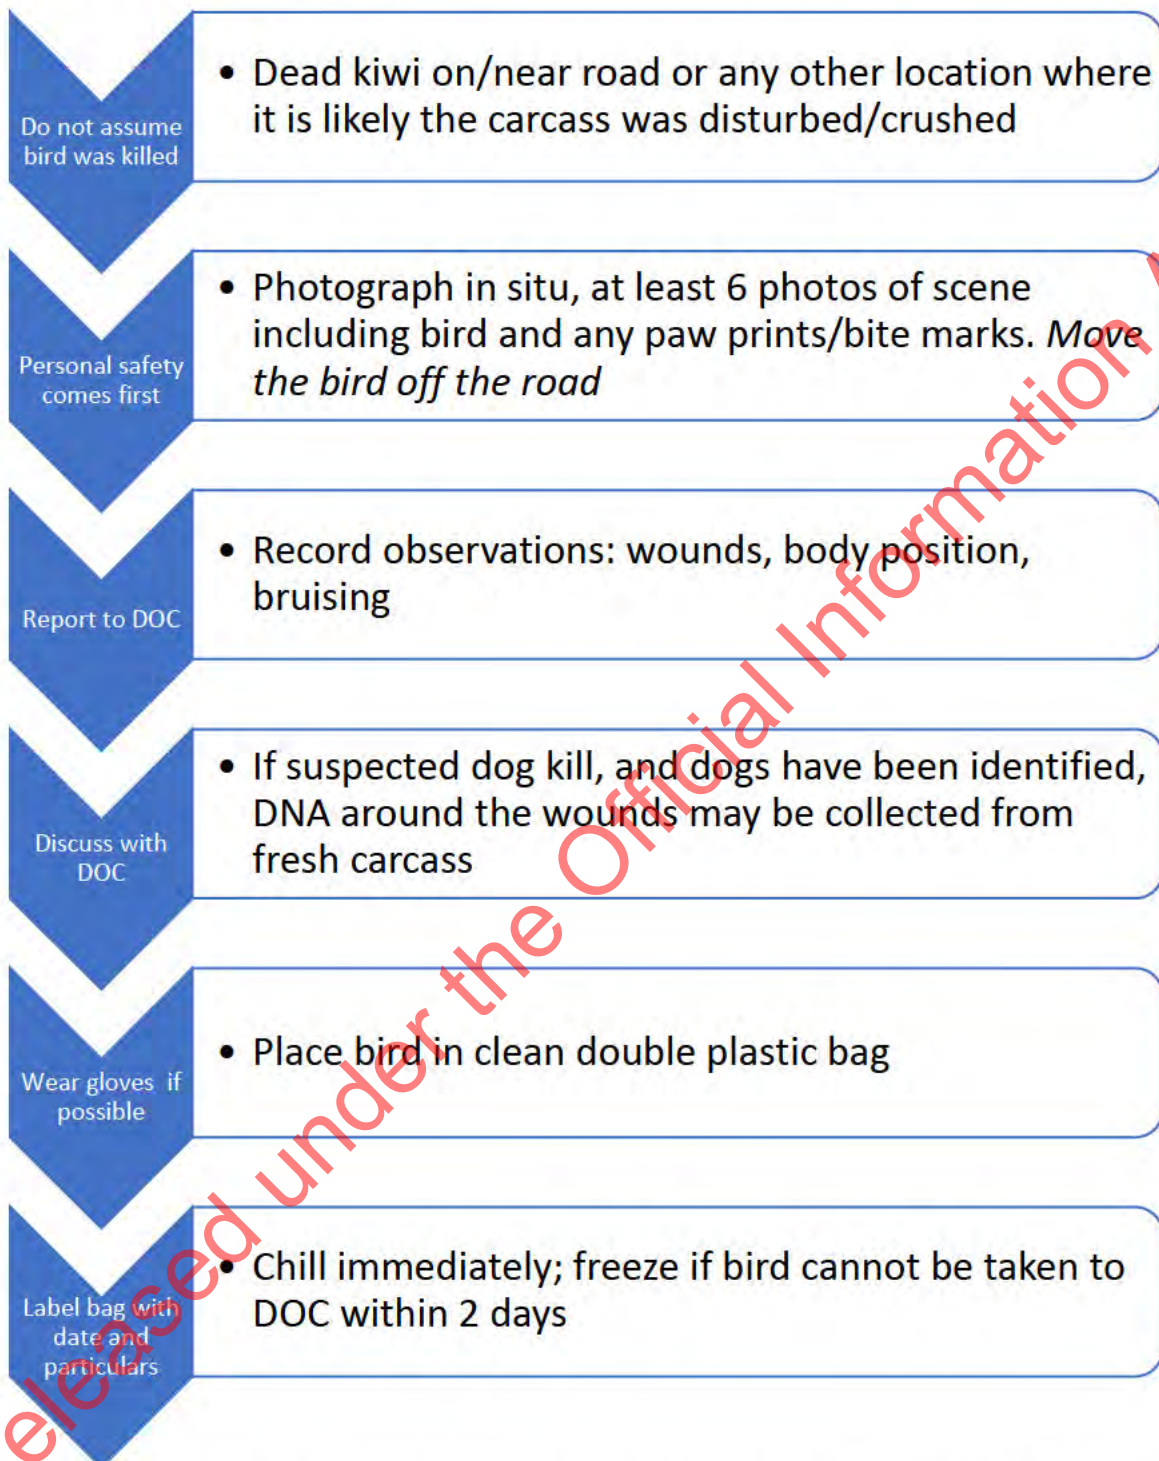 Do not assume
bird was killed
• Dead kiwi on/near road or any other location where
it is likely the carcass was disturbed/crushed
Personal safety
comes first
• Photograph in situ, at least 6 photos of scene
including bird and any paw prints/bite marks. Move
the bird off the road
Report to DOC
• Record observations: wounds, body position,
bruising
Discuss with
DOC
• If suspected dog kill, and dogs have been identified,
DNA around the wounds may be collected from
fresh carcass
Wear gloves if
possible
• Place bird in clean double plastic bag
Label bag with
date and
particulars
• Chill immediately; freeze if bird cannot be taken to
DOC within 2 days
eleased under the Official Information